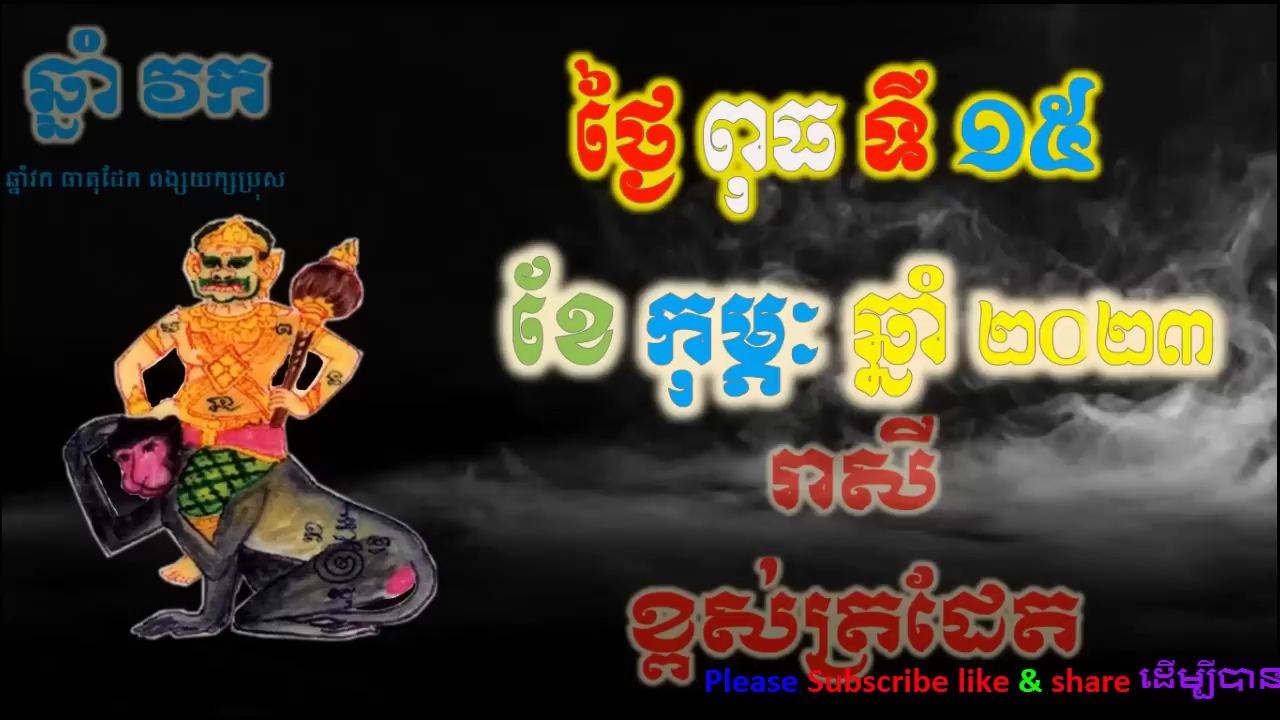 ឆ្នាំ វក
ឆ្នាំវក ធាតុដែក ពង្សយក្សប្រុស
ថ្ងៃ ពុធ ទី ១៥
ខែ កុម្ភៈ ឆ្នាំ ២០២៣
រាសី
ខ្ពស់ត្រដែត
Please Subscribe like & share ដើម្បីបាន